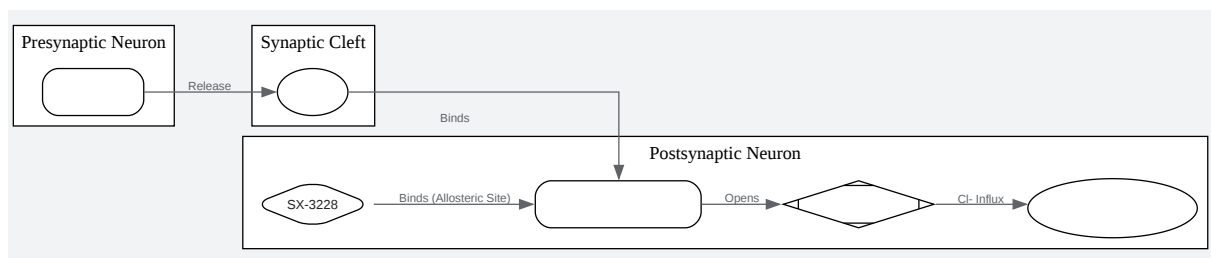 Presynaptic Neuron
Synaptic Cleft
Release
Binds
Postsynaptic Neuron
SX-3228
Binds (Allosteric Site)
Opens
Cl- Influx